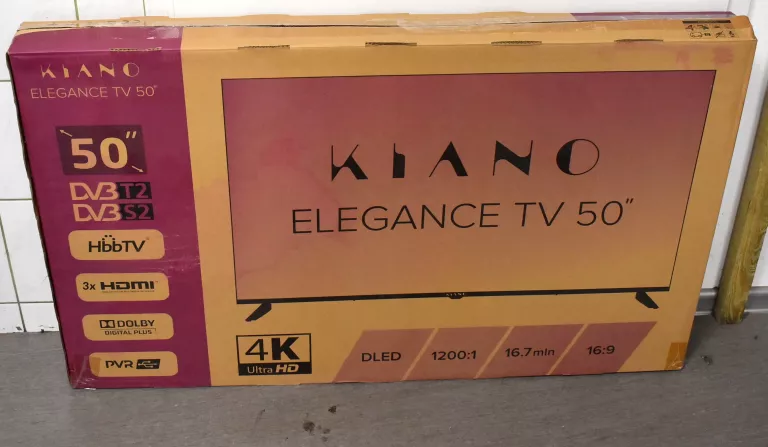 KIANO
ELEGANCE TV 50"
50"
DVB T2
DVB S2
HbbTV
3x HDMI
DOLBY
DIGITAL PLUS
PVR
KIANO
ELEGANCE TV 50"
KIANO
4K
Ultra HD
DLED
1200:1
16.7mln
16:9